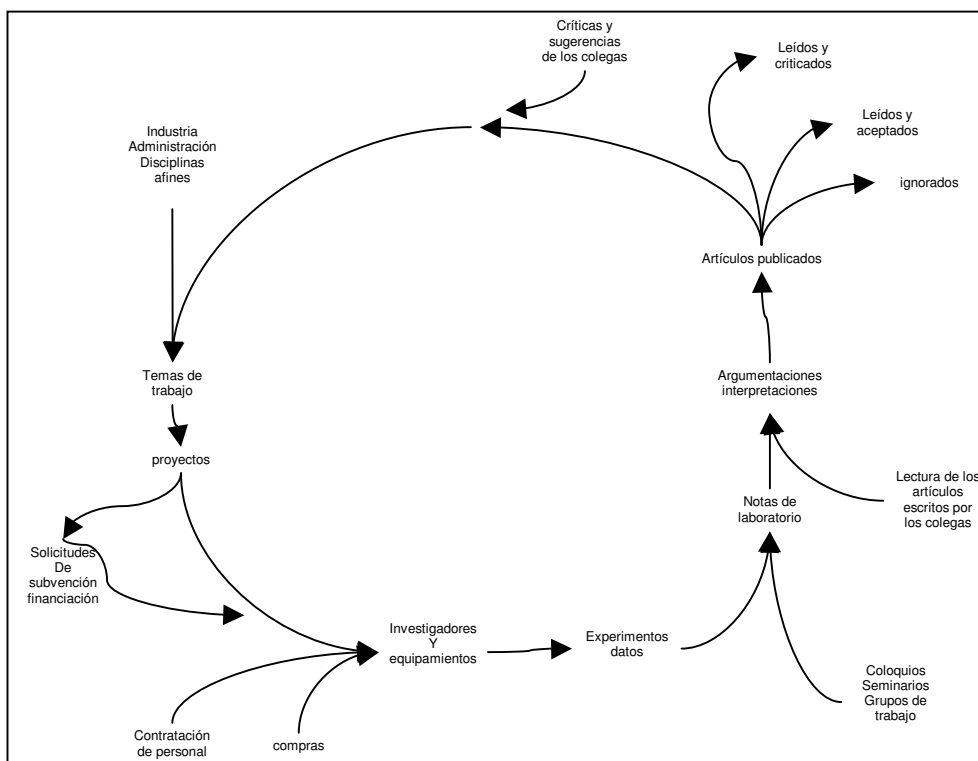 Críticas y
sugerencias
de los colegas
Leídos y
criticados
Industria
Administración
Disciplinas
afines
Leídos y
aceptados
ignorados
Artículos publicados
Temas de
trabajo
Argumentaciones
interpretaciones
proyectos
Lectura de los
artículos
escritos por
los colegas
Notas de
laboratorio
Solicitudes
De
subvención
financiación
Investigadores
Y
equipamientos
Experimentos
datos
Coloquios
Seminarios
Grupos de
trabajo
Contratación
de personal
compras